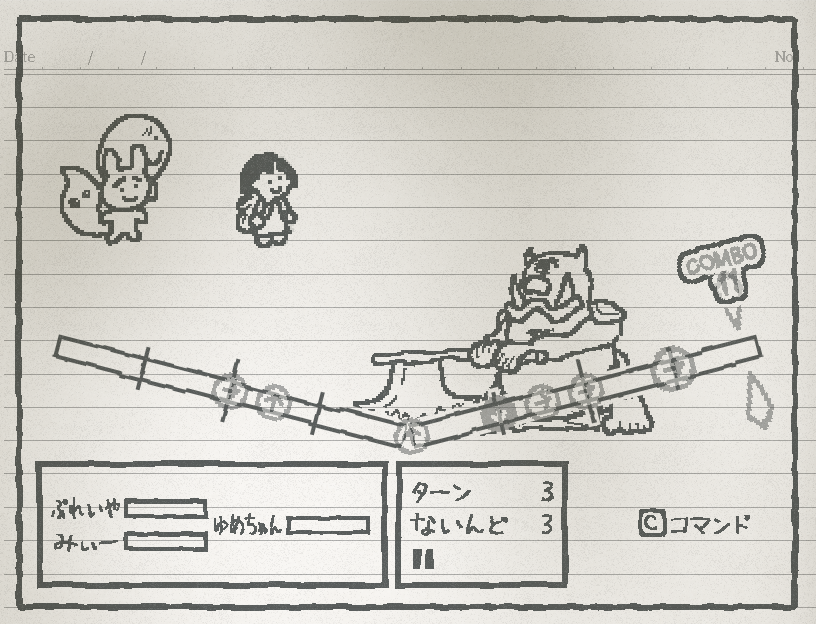 Date / /
No
COMBO
11
ぷれいや
みぃー
ゆめちゃん
ターン 3
ないんど 3
C コマンド